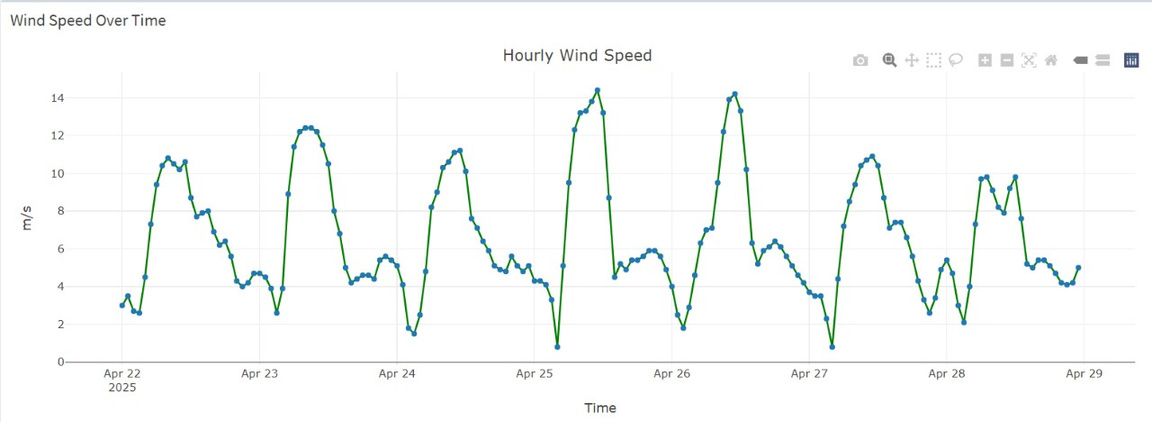 Wind Speed Over Time
Hourly Wind Speed
14
12
10
8
6
4
2
0
m/s
Apr 22
2025
Apr 23
Apr 24
Apr 25
Apr 26
Apr 27
Apr 28
Apr 29
Time